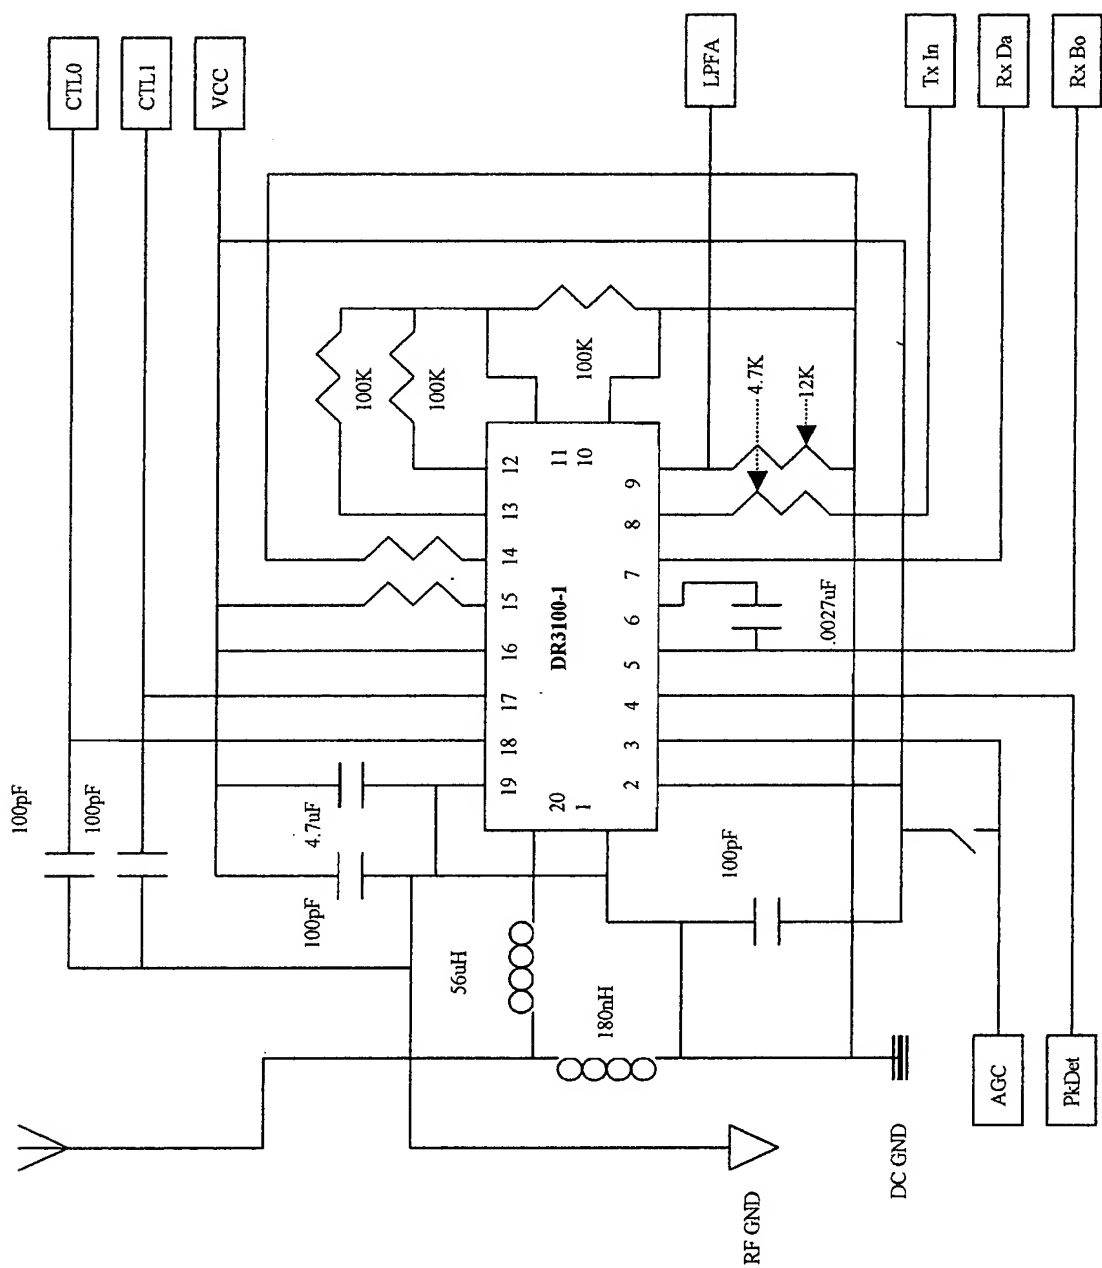 CTL0
CTL1
VCC
LPFA
Tx In
Rx Da
Rx Bo
100K
100K
100K
4.7K
12K
12
11
10
9
13
8
14
7
15
DR3100-1
6
.0027uF
16
5
17
4
18
3
19
20
1
2
100pF
100pF
4.7uF
100pF
100pF
56uH
180nH
AGC
PkDet
DC GND
RF GND